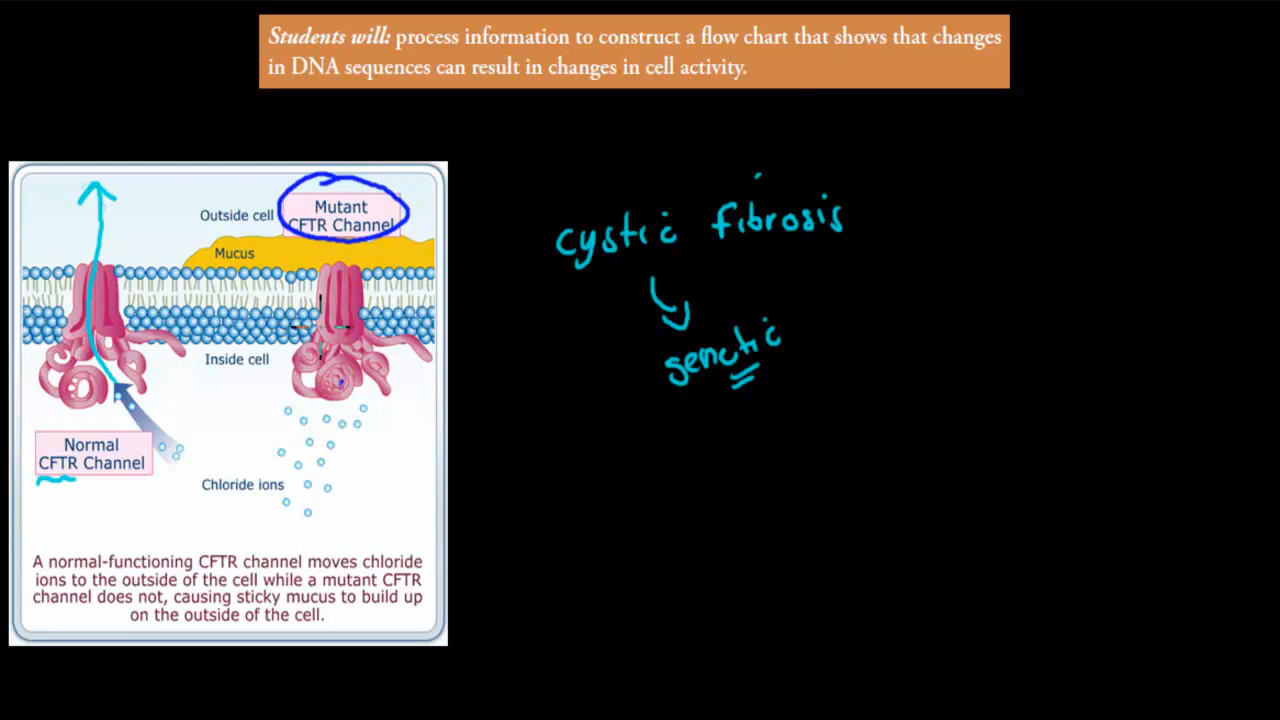 Students will: process information to construct a flow chart that shows that changes
in DNA sequences can result in changes in cell activity.
Outside cell
Mutant
CFTR Channel
Mucus
Inside cell
Normal
CFTR Channel
Chloride ions
A normal-functioning CFTR channel moves chloride
ions to the outside of the cell while a mutant CFTR
channel does not, causing sticky mucus to build up
on the outside of the cell.
cystic fibrosis
genetic